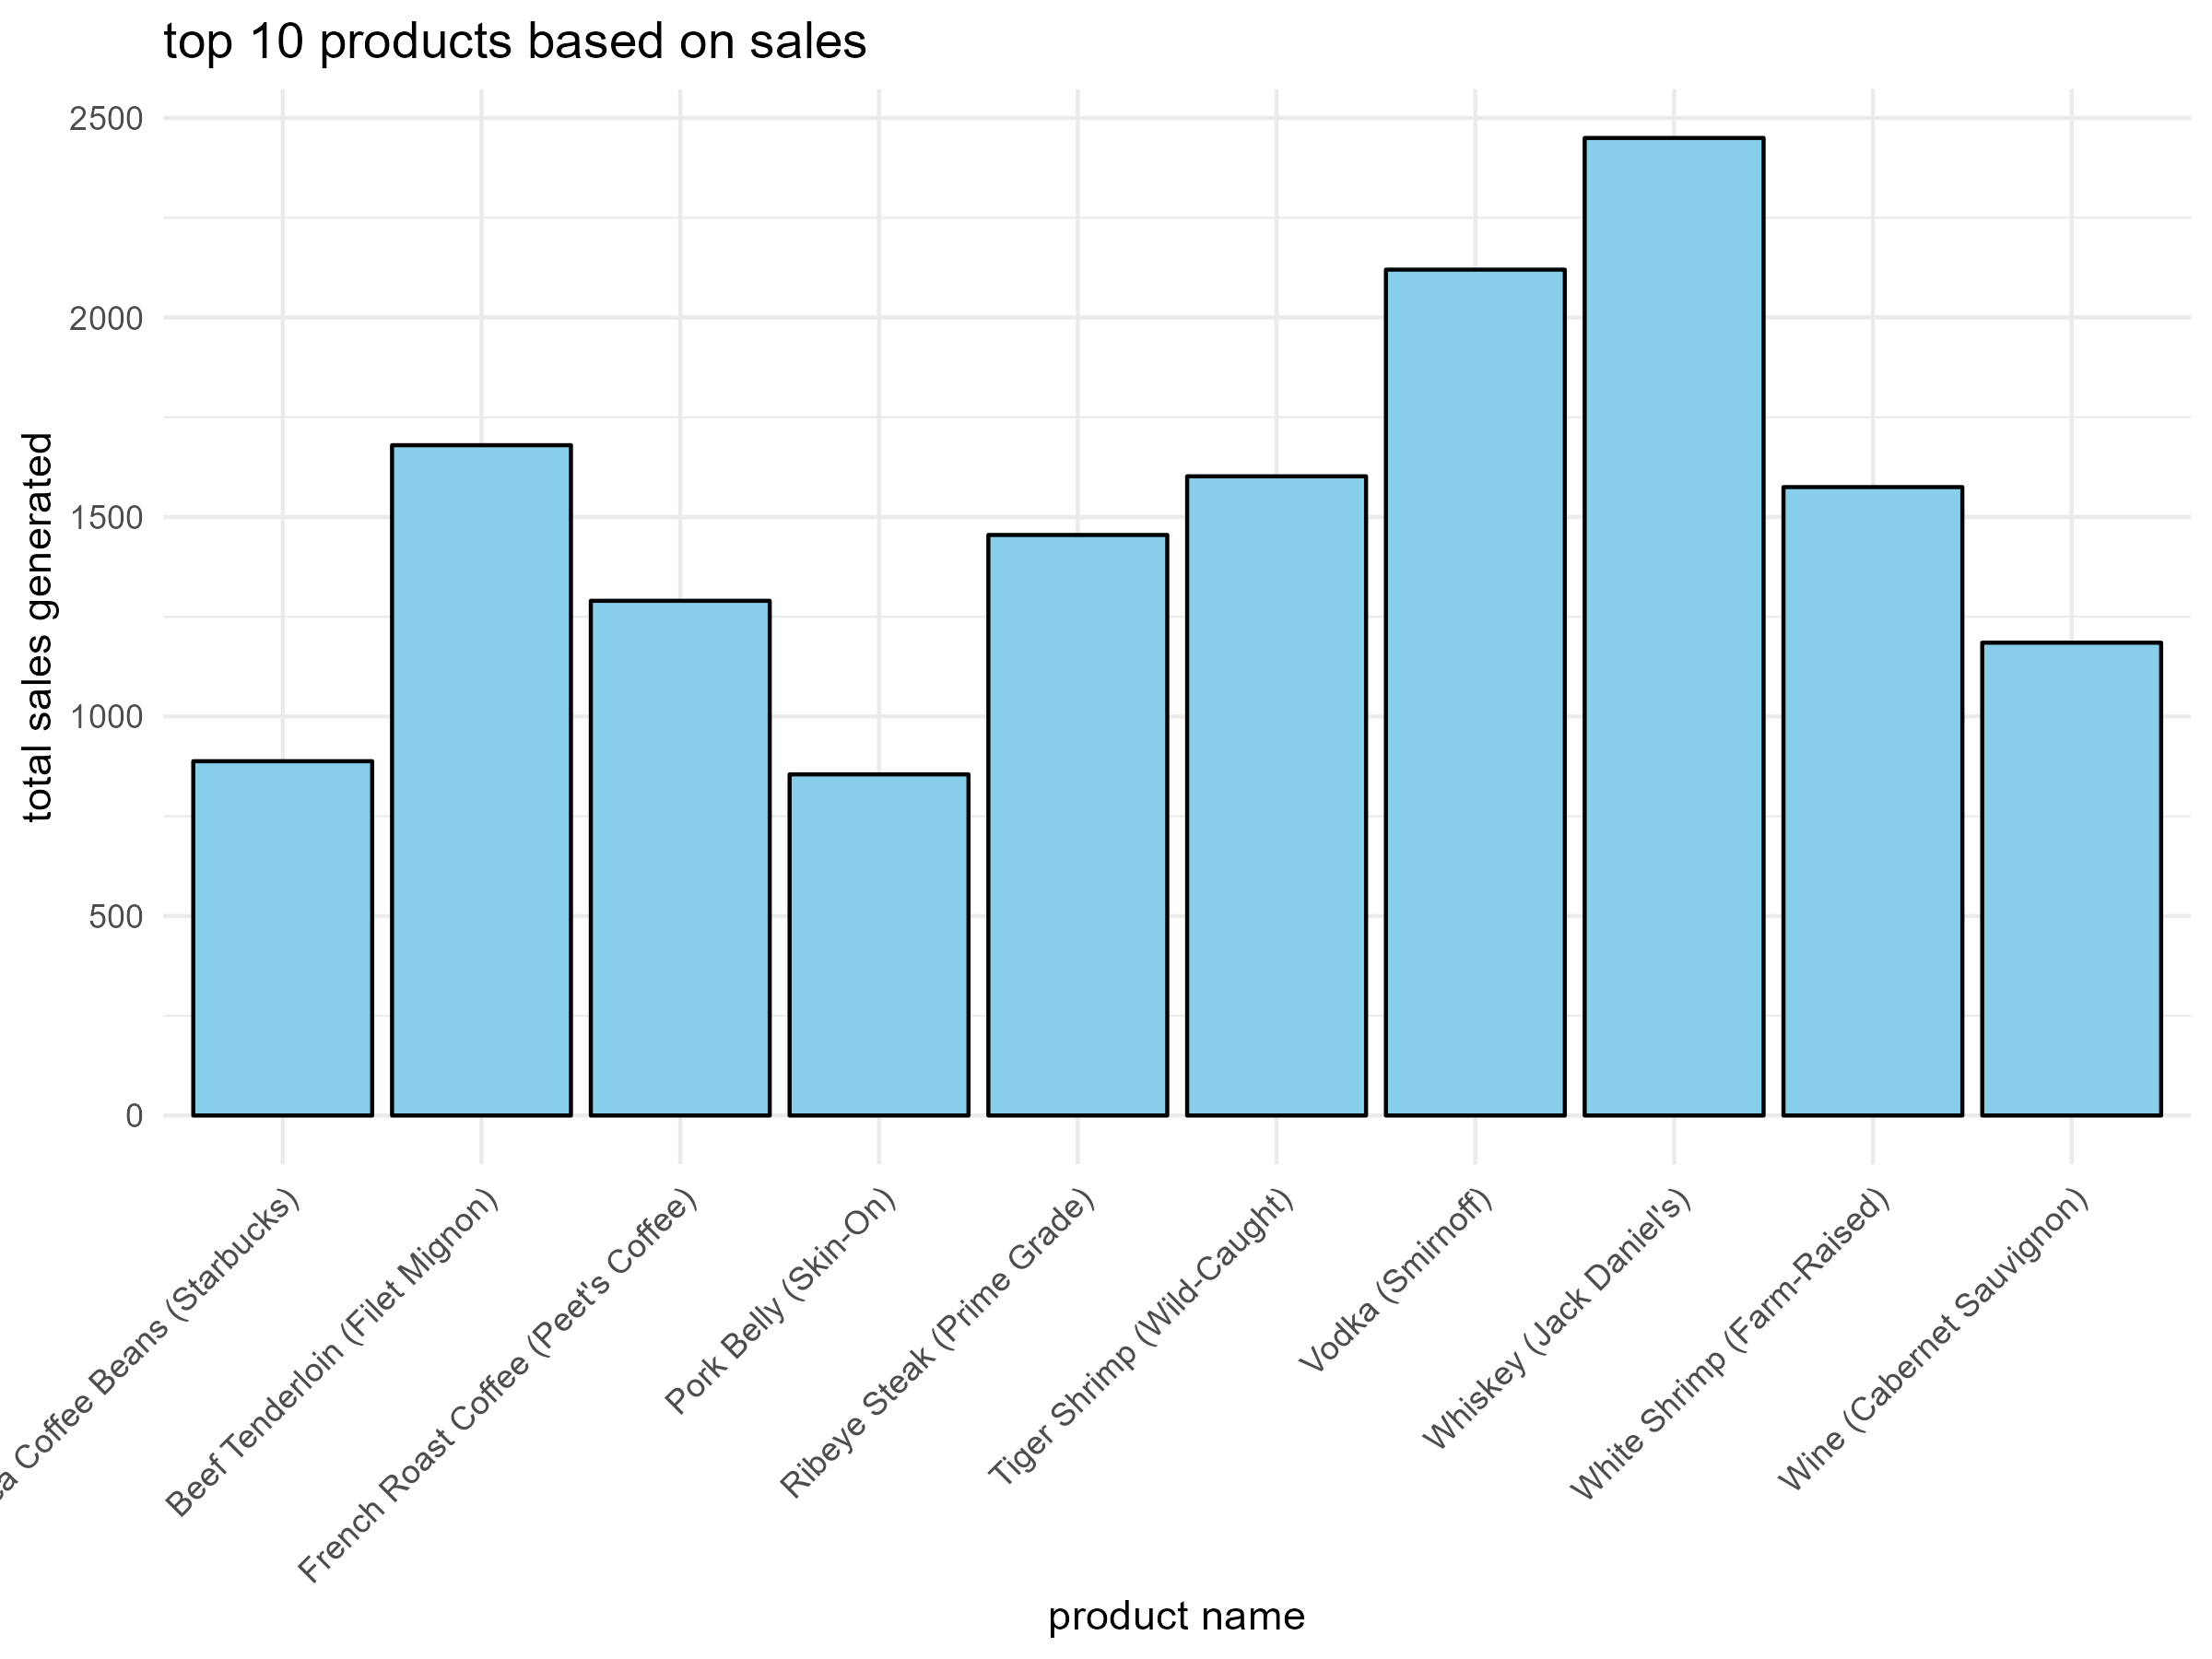 top 10 products based on sales
total sales generated
2500
2000
1500
1000
500
0
Coffee Beans (Starbucks)
Beef Tenderloin (Filet Mignon)
French Roast Coffee (Peet's Coffee)
Pork Belly (Skin-On)
Ribeye Steak (Prime Grade)
Tiger Shrimp (Wild-Caught)
Vodka (Smirnoff)
Whiskey (Jack Daniel's)
White Shrimp (Farm-Raised)
Wine (Cabernet Sauvignon)
product name